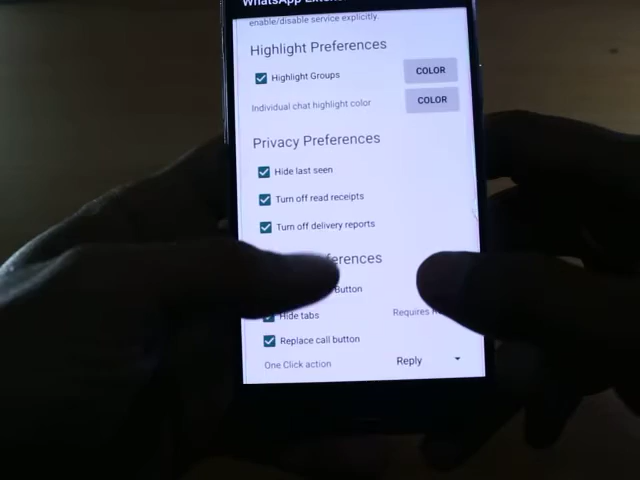 WhatsApp
enable/disable service explicitly.
Highlight Preferences
Highlight Groups
COLOR
Individual chat highlight color
COLOR
Privacy Preferences
Hide last seen
Turn off read receipts
Turn off delivery reports
Button
Hide tabs
Requires
Replace call button
One Click action
Reply